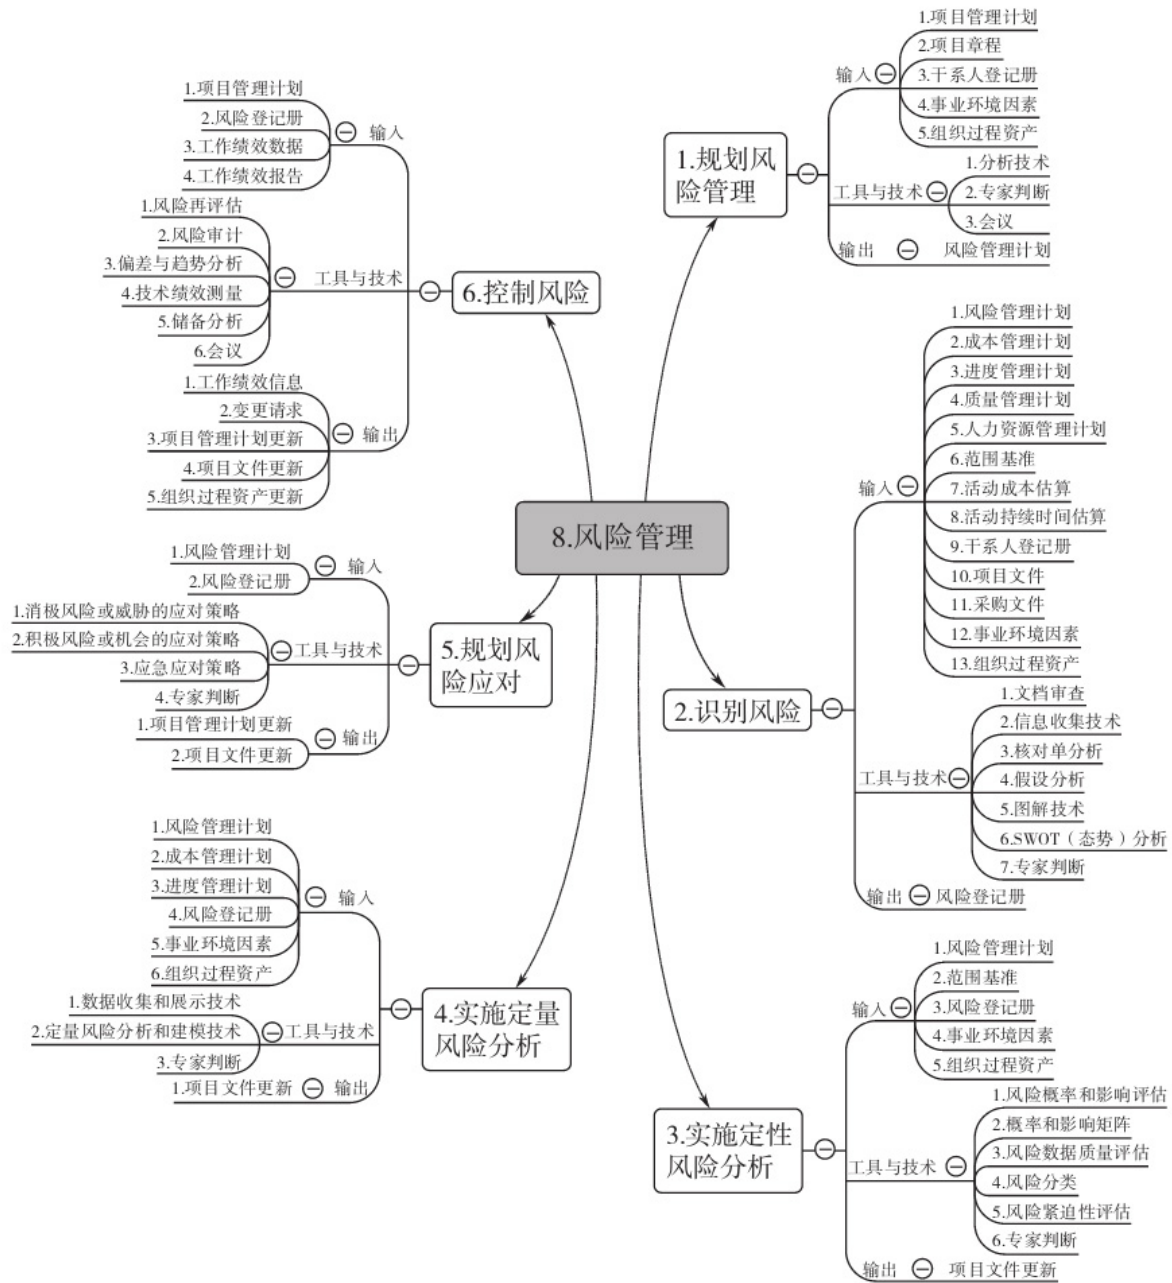 8.风险管理
1.规划风
险管理
输入
1.项目管理计划
2.项目章程
3.干系人登记册
4.事业环境因素
5.组织过程资产
工具与技术
1.分析技术
2.专家判断
3.会议
输出
风险管理计划
2.识别风险
输入
1.风险管理计划
2.成本管理计划
3.进度管理计划
4.质量管理计划
5.人力资源管理计划
6.范围基准
7.活动成本估算
8.活动持续时间估算
9.干系人登记册
10.项目文件
11.采购文件
12.事业环境因素
13.组织过程资产
工具与技术
1.文档审查
2.信息收集技术
3.核对单分析
4.假设分析
5.图解技术
6.SWOT（态势）分析
7.专家判断
输出
风险登记册
3.实施定性
风险分析
输入
1.风险管理计划
2.范围基准
3.风险登记册
4.事业环境因素
5.组织过程资产
工具与技术
1.风险概率和影响评估
2.概率和影响矩阵
3.风险数据质量评估
4.风险分类
5.风险紧迫性评估
6.专家判断
输出
项目文件更新
4.实施定量
风险分析
输入
1.风险管理计划
2.成本管理计划
3.进度管理计划
4.风险登记册
5.事业环境因素
6.组织过程资产
工具与技术
1.数据收集和展示技术
2.定量风险分析和建模技术
3.专家判断
输出
1.项目文件更新
5.规划风
险应对
输入
1.风险管理计划
2.风险登记册
工具与技术
1.消极风险或威胁的应对策略
2.积极风险或机会的应对策略
3.应急应对策略
4.专家判断
输出
1.项目管理计划更新
2.项目文件更新
6.控制风险
输入
1.项目管理计划
2.风险登记册
3.工作绩效数据
4.工作绩效报告
工具与技术
1.风险再评估
2.风险审计
3.偏差与趋势分析
4.技术绩效测量
5.储备分析
6.会议
输出
1.工作绩效信息
2.变更请求
3.项目管理计划更新
4.项目文件更新
5.组织过程资产更新